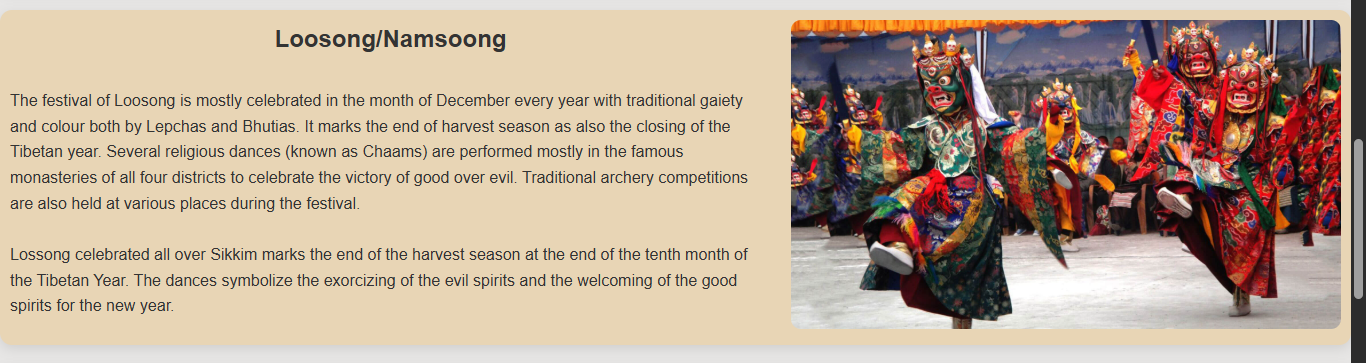 Loosong/Namsoong
The festival of Loosong is mostly celebrated in the month of December every year with traditional gaiety
and colour both by Lepchas and Bhutias. It marks the end of harvest season as also the closing of the
Tibetan year. Several religious dances (known as Chaams) are performed mostly in the famous
monasteries of all four districts to celebrate the victory of good over evil. Traditional archery competitions
are also held at various places during the festival.
Lossong celebrated all over Sikkim marks the end of the harvest season at the end of the tenth month of
the Tibetan Year. The dances symbolize the exorcizing of the evil spirits and the welcoming of the good
spirits for the new year.